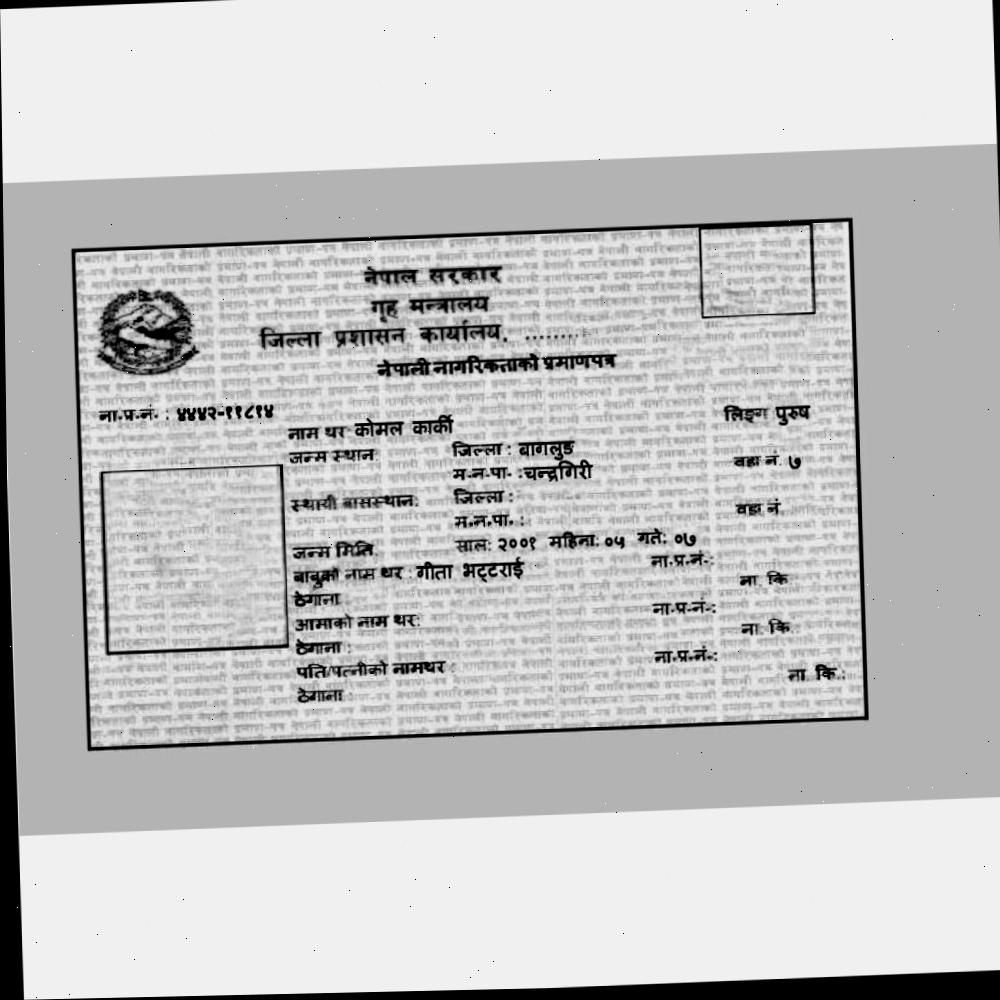 नेपाल सरकार
गृह मन्त्रालय
जिल्ला प्रशासन कार्यालय, ..........
नेपाली नागरिकताको प्रमाणपत्र
ना.प्र.नं. : ४४४२-११८१४
लिङ्ग पुरुष
नाम थर कोमल कार्की
जन्म स्थान जिल्ला : बागलुङ
म.न.पा. :चन्द्रगिरी वडा नं. ७
स्थायी बासस्थान: जिल्ला :
म.न.पा. : वडा नं.
जन्म मिति साल: २००१ महिना: ०५ गते: ०७
बाबुको नाम थर : गीता भट्टराई ना.प्र.नं.:
ठेगाना ना. कि
आमाको नाम थर: ना.प्र.नं.:
ठेगाना : ना. कि.
पति/पत्नीको नामथर : ना.प्र.नं.:
ठेगाना : ना. कि.: